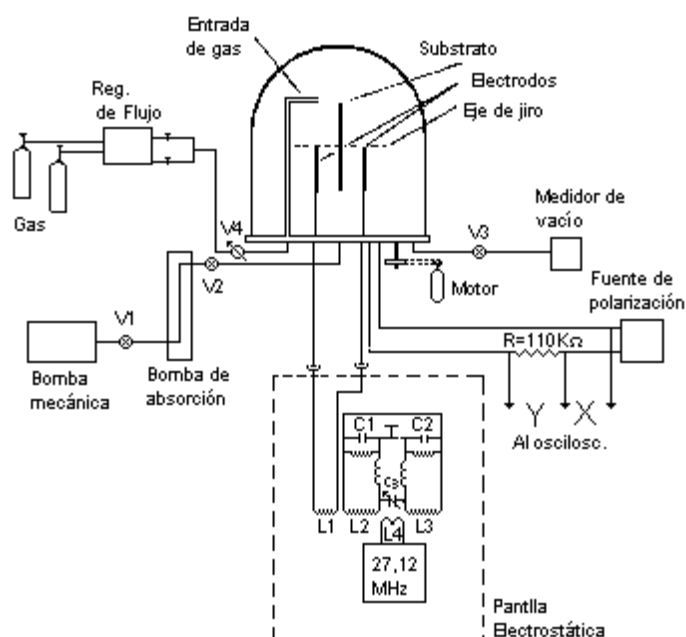 Entrada
de gas
Substrato
Electrodos
Eje de jiro
Reg.
de Flujo
Gas
V4
V3
Medidor de
vacío
V2
Motor
Fuente de
polarización
V1
R=110KΩ
Bomba
mecánica
Bomba de
absorción
Y
X
Al oscilosc.
C1
C2
C3
L1
L2
L3
L4
27,12
MHz
Pantlla
Electrostática